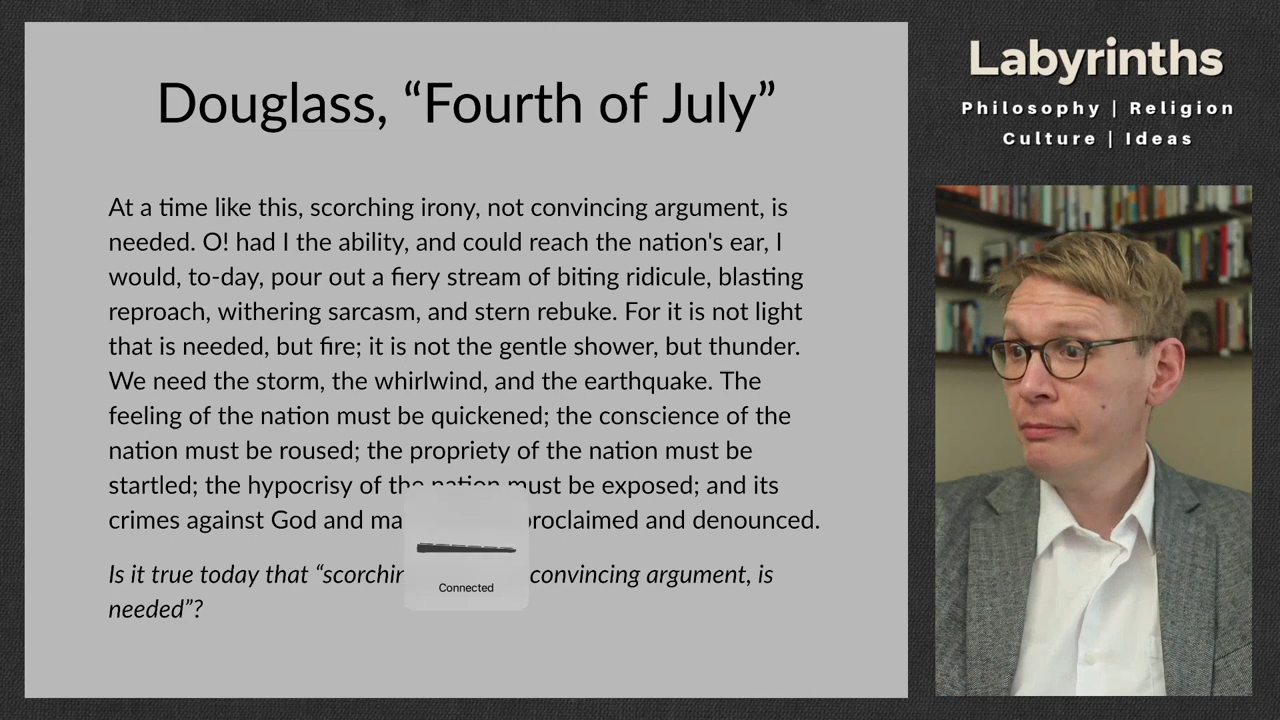 Douglass, “Fourth of July”
At a time like this, scorching irony, not convincing argument, is
needed. O! had I the ability, and could reach the nation's ear, I
would, to-day, pour out a fiery stream of biting ridicule, blasting
reproach, withering sarcasm, and stern rebuke. For it is not light
that is needed, but fire; it is not the gentle shower, but thunder.
We need the storm, the whirlwind, and the earthquake. The
feeling of the nation must be quickened; the conscience of the
nation must be roused; the propriety of the nation must be
startled; the hypocrisy of the nation must be exposed; and its
crimes against God and proclaimed and denounced.
Is it true today that “ convincing argument, is
needed”?
Connected
Labyrinths
Philosophy | Religion
Culture | Ideas